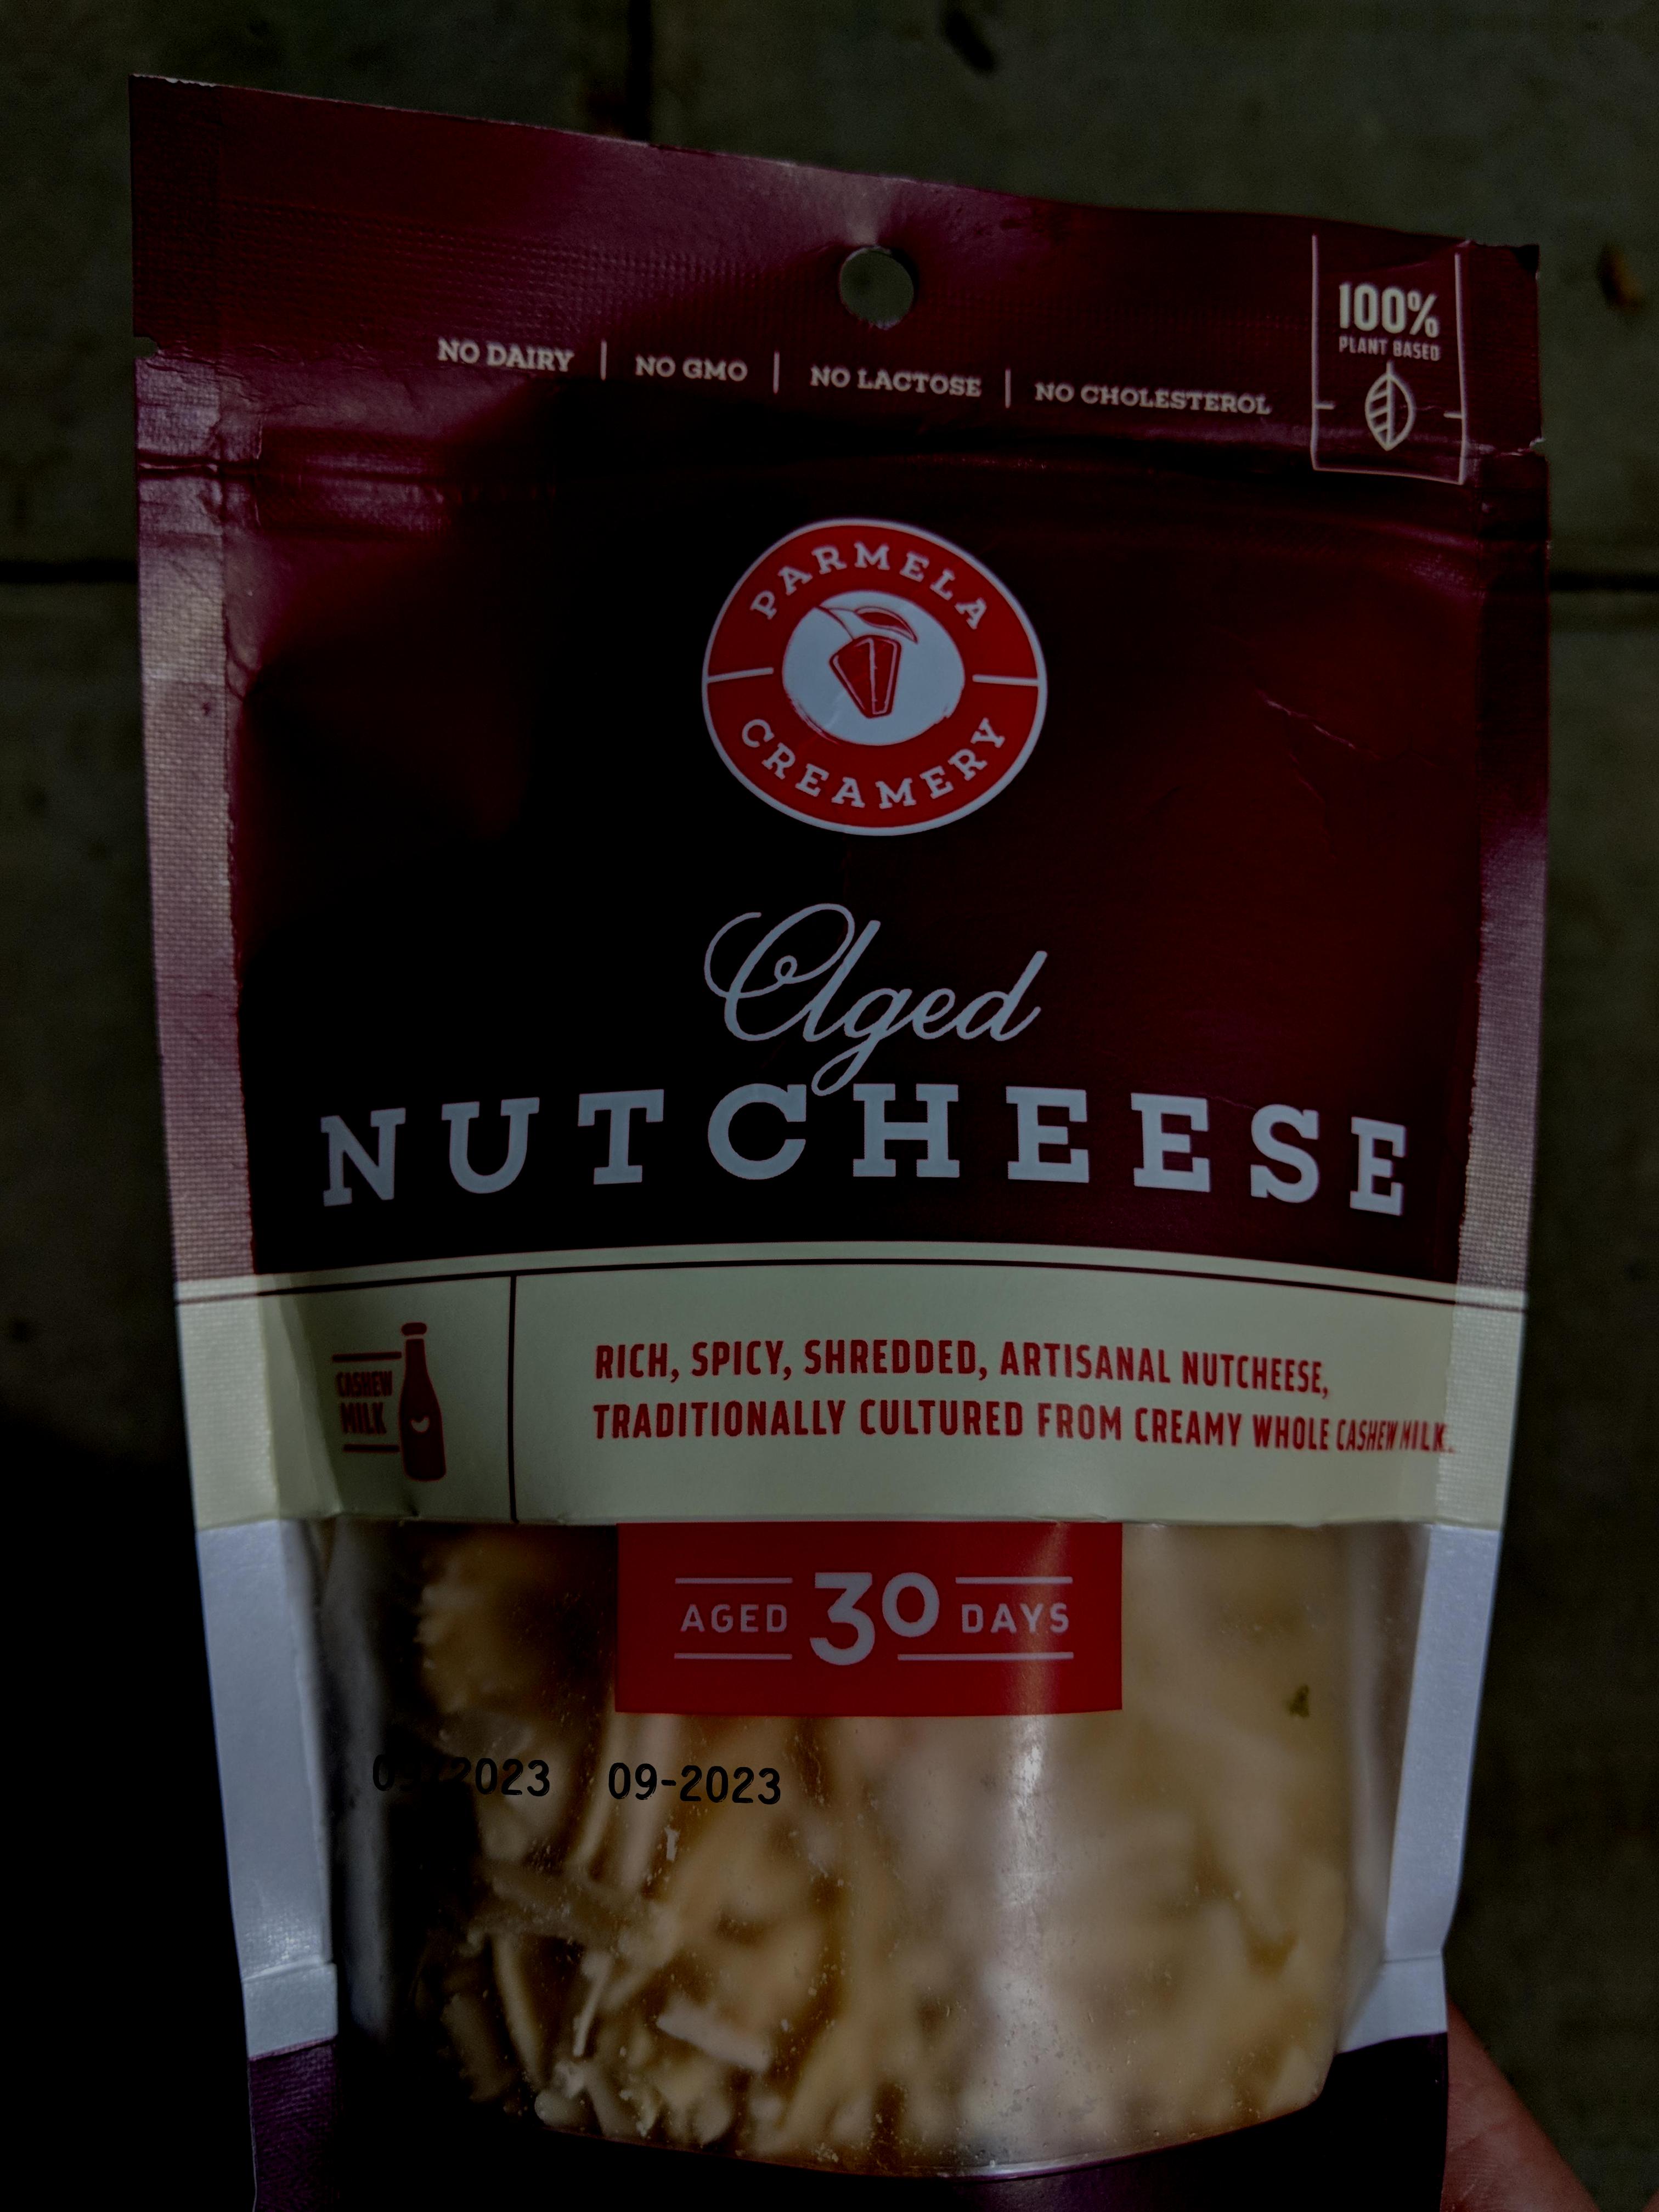 NO DAIRY | NO GMO | NO LACTOSE | NO CHOLESTEROL
100%
PLANT BASED
PARMELA
CREAMERY
Aged
NUTCHEESE
CASHEW
MILK
RICH, SPICY, SHREDDED, ARTISANAL NUTCHEESE,
TRADITIONALLY CULTURED FROM CREAMY WHOLE CASHEW MILK.
AGED 30 DAYS
2023 09-2023